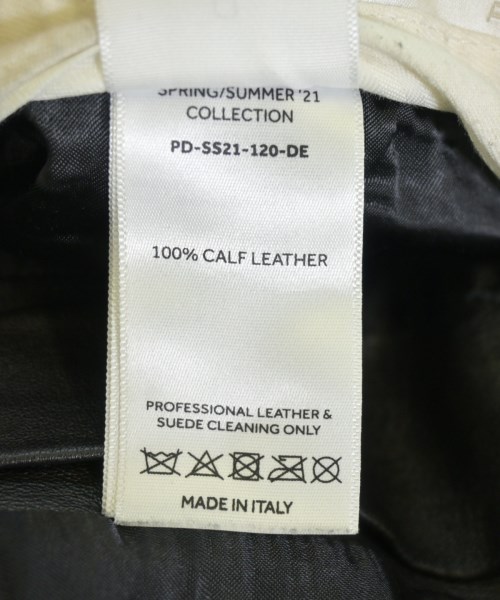 SPRING/SUMMER '21
COLLECTION
PD-SS21-120-DE
100% CALF LEATHER
PROFESSIONAL LEATHER &
SUEDE CLEANING ONLY
MADE IN ITALY